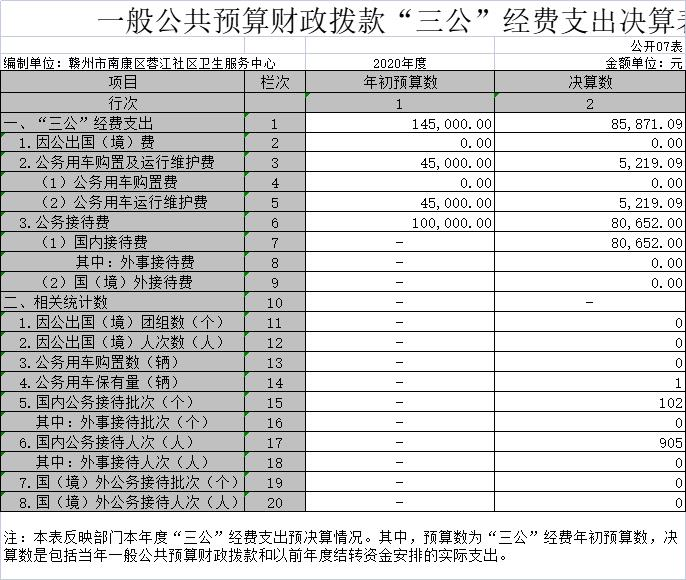 一般公共预算财政拨款“三公”经费支出决算表
公开07表
编制单位：赣州市南康区蓉江社区卫生服务中心 2020年度 金额单位：元
项目 栏次 年初预算数 决算数
行次 1 2
一、“三公”经费支出 1 145,000.00 85,871.09
1.因公出国（境）费 2 0.00 0.00
2.公务用车购置及运行维护费 3 45,000.00 5,219.09
（1）公务用车购置费 4 0.00 0.00
（2）公务用车运行维护费 5 45,000.00 5,219.09
3.公务接待费 6 100,000.00 80,652.00
（1）国内接待费 7 - 80,652.00
其中：外事接待费 8 - 0.00
（2）国（境）外接待费 9 - 0.00
二、相关统计数 10 - -
1.因公出国（境）团组数（个） 11 - 0
2.因公出国（境）人次数（人） 12 - 0
3.公务用车购置数（辆） 13 - 0
4.公务用车保有量（辆） 14 - 1
5.国内公务接待批次（个） 15 - 102
其中：外事接待批次（个） 16 - 0
6.国内公务接待人次（人） 17 - 905
其中：外事接待人次（人） 18 - 0
7.国（境）外公务接待批次（个） 19 - 0
8.国（境）外公务接待人次（人） 20 - 0
注：本表反映部门本年度“三公”经费支出预决算情况。其中，预算数为“三公”经费年初预算数，决
算数是包括当年一般公共预算财政拨款和以前年度结转资金安排的实际支出。